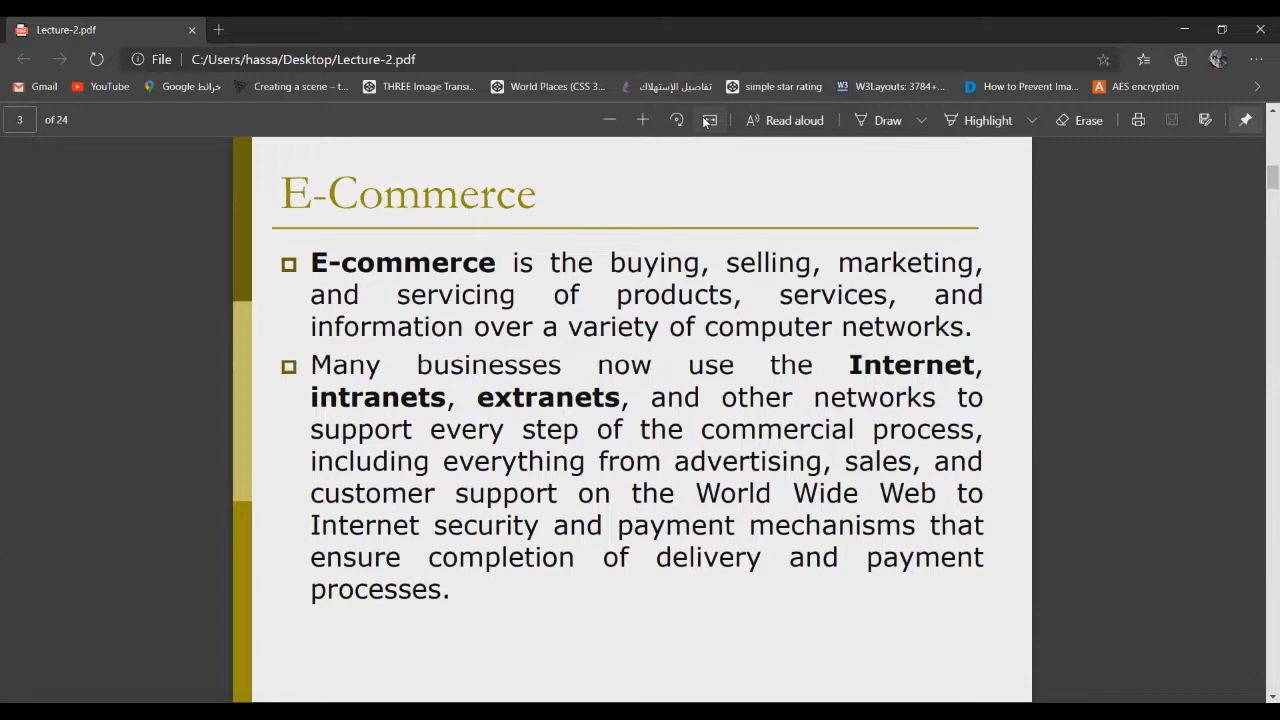 Lecture-2.pdf
File C:/Users/hassa/Desktop/Lecture-2.pdf
Gmail YouTube خرائط Google Creating a scene – t... THREE Image Transi... World Places (CSS 3... تفاصيل الإستهلاك simple star rating W3Layouts: 3784+... How to Prevent Ima... AES encryption
3 of 24 Read aloud Draw Highlight Erase
E-Commerce
E-commerce is the buying, selling, marketing,
and servicing of products, services, and
information over a variety of computer networks.
Many businesses now use the Internet,
intranets, extranets, and other networks to
support every step of the commercial process,
including everything from advertising, sales, and
customer support on the World Wide Web to
Internet security and payment mechanisms that
ensure completion of delivery and payment
processes.